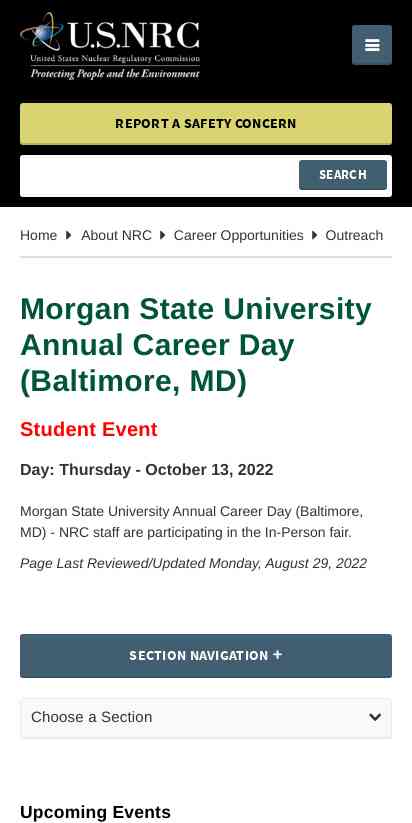 U.S.NRC
United States Nuclear Regulatory Commission
Protecting People and the Environment
REPORT A SAFETY CONCERN
SEARCH
Home About NRC Career Opportunities Outreach
Morgan State University
Annual Career Day
(Baltimore, MD)
Student Event
Day: Thursday - October 13, 2022
Morgan State University Annual Career Day (Baltimore,
MD) - NRC staff are participating in the In-Person fair.
Page Last Reviewed/Updated Monday, August 29, 2022
SECTION NAVIGATION +
Choose a Section
Upcoming Events